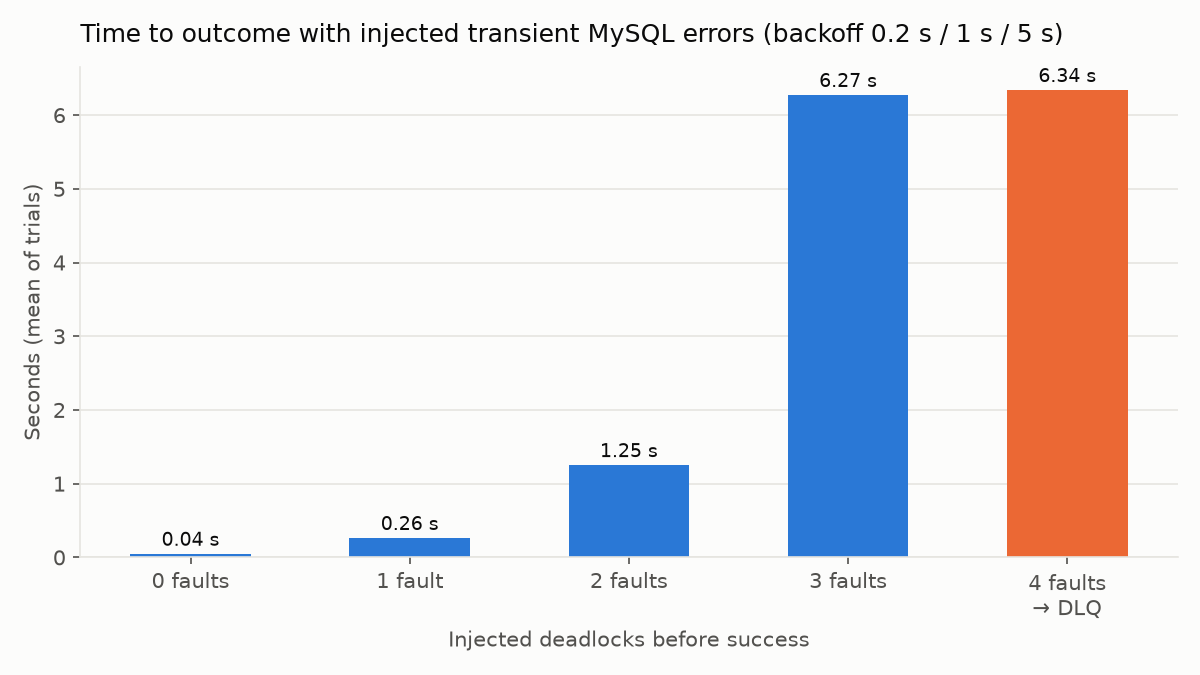 Time to outcome with injected transient MySQL errors (backoff 0.2 s / 1 s / 5 s)
Seconds (mean of trials)
6
5
4
3
2
1
0
0.04 s
0.26 s
1.25 s
6.27 s
6.34 s
0 faults
1 fault
2 faults
3 faults
4 faults
→ DLQ
Injected deadlocks before success